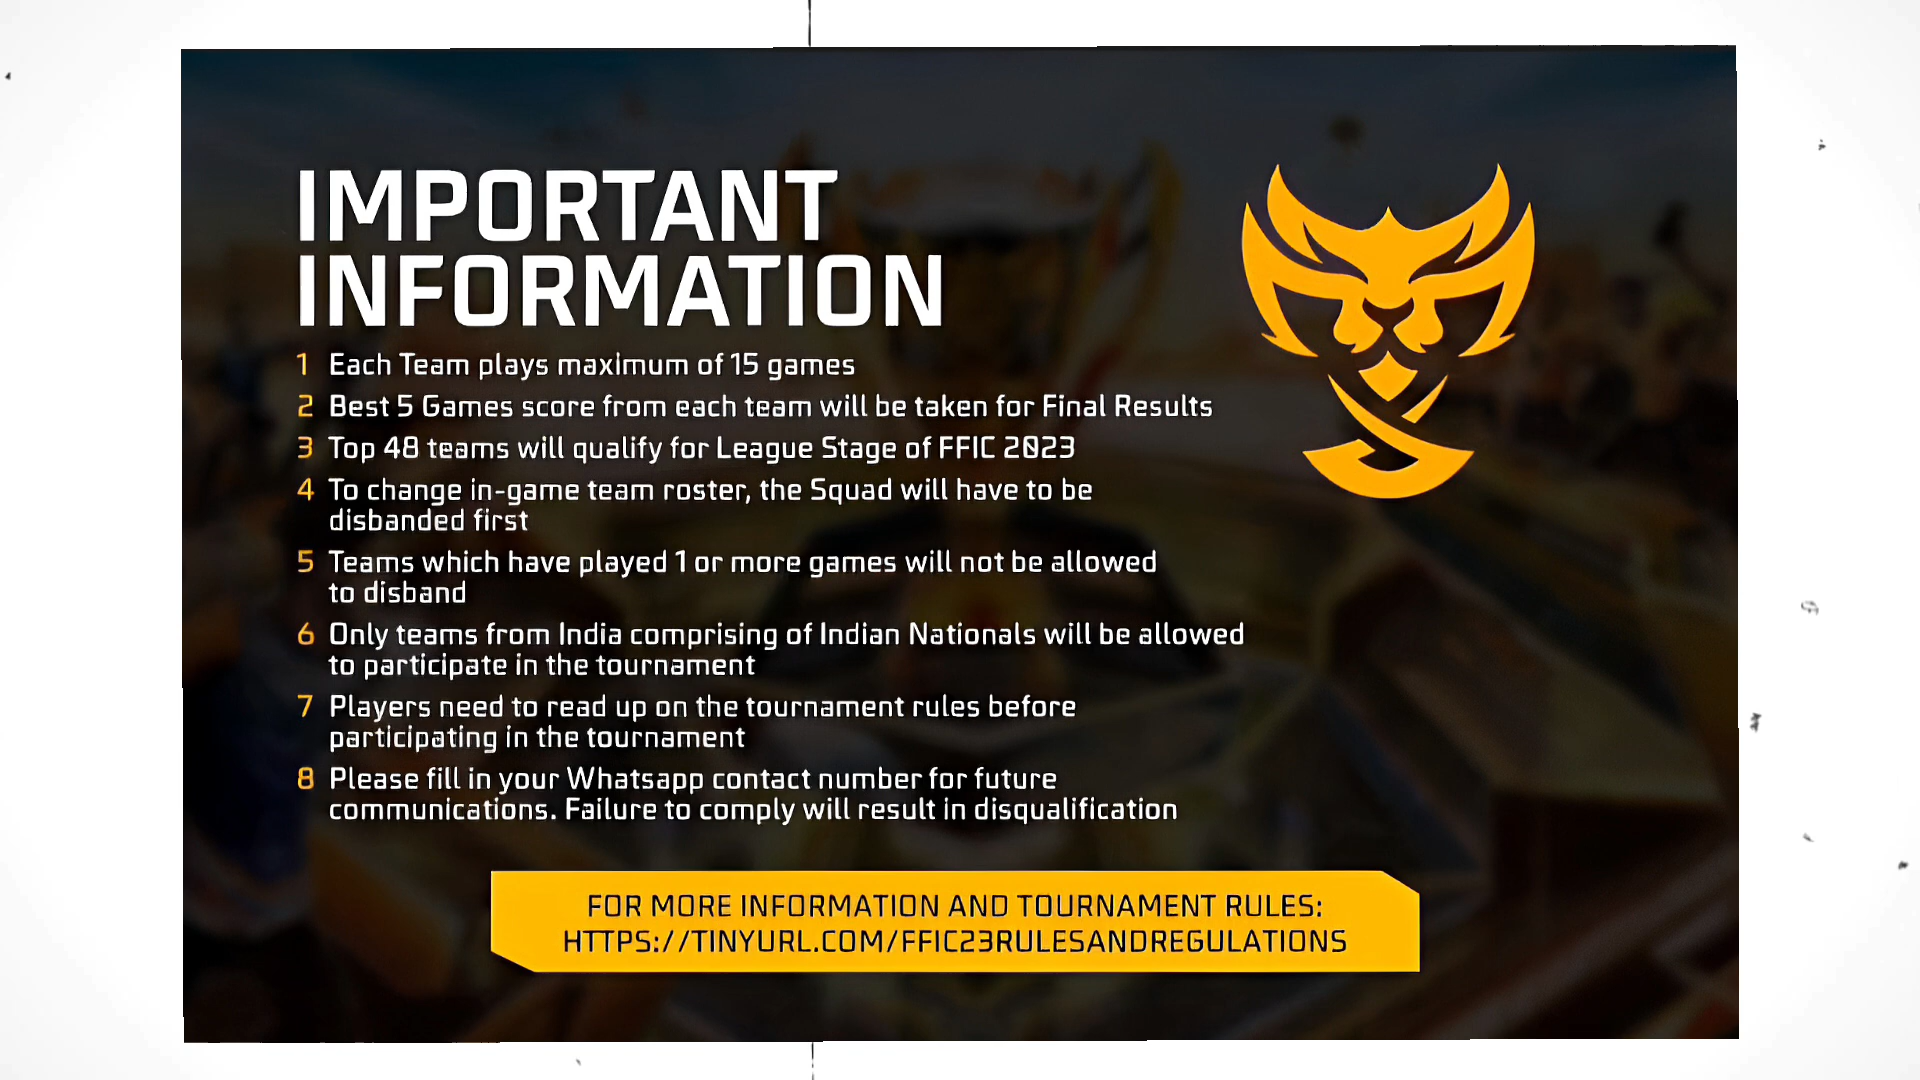 IMPORTANT
INFORMATION
1 Each Team plays maximum of 15 games
2 Best 5 Games score from each team will be taken for Final Results
3 Top 48 teams will qualify for League Stage of FFIC 2023
4 To change in-game team roster, the Squad will have to be
disbanded first
5 Teams which have played 1 or more games will not be allowed
to disband
6 Only teams from India comprising of Indian Nationals will be allowed
to participate in the tournament
7 Players need to read up on the tournament rules before
participating in the tournament
8 Please fill in your Whatsapp contact number for future
communications. Failure to comply will result in disqualification
FOR MORE INFORMATION AND TOURNAMENT RULES:
HTTPS://TINYURL.COM/FFIC23RULESANDREGULATIONS